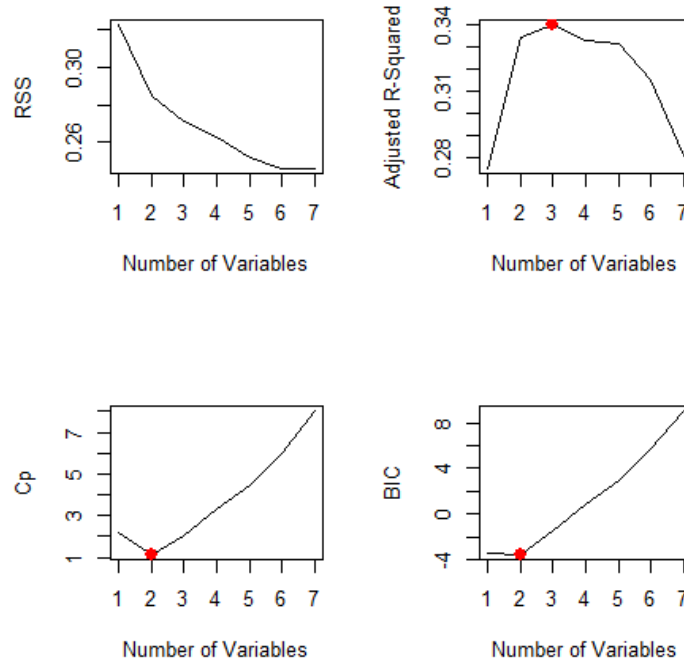 RSS
0.30
0.26
1 2 3 4 5 6 7
Number of Variables
Adjusted R-Squared
0.34
0.31
0.28
1 2 3 4 5 6 7
Number of Variables
Cp
7
5
3
1
1 2 3 4 5 6 7
Number of Variables
BIC
8
4
0
-4
1 2 3 4 5 6 7
Number of Variables